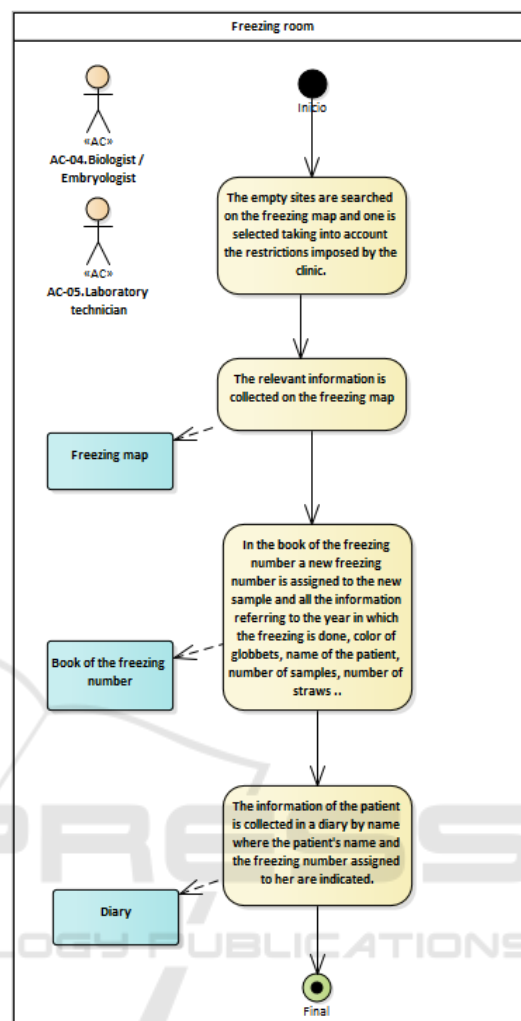 Freezing room
«AC»
AC-04.Biologist /
Embryologist
«AC»
AC-05.Laboratory
technician
Inicio
The empty sites are searched
on the freezing map and one is
selected taking into account
the restrictions imposed by the
clinic.
The relevant information is
collected on the freezing map
Freezing map
In the book of the freezing
number a new freezing
number is assigned to the new
sample and all the information
referring to the year in which
the freezing is done, color of
globbets, name of the patient,
number of samples, number of
straws ..
Book of the freezing
number
The information of the patient
is collected in a diary by name
where the patient's name and
the freezing number assigned
to her are indicated.
Diary
Final
PRESS
LOGY PUBLICATIONS